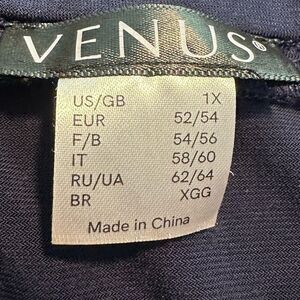 VENUS®
US/GB 1X
EUR 52/54
F/B 54/56
IT 58/60
RU/UA 62/64
BR XGG
Made in China